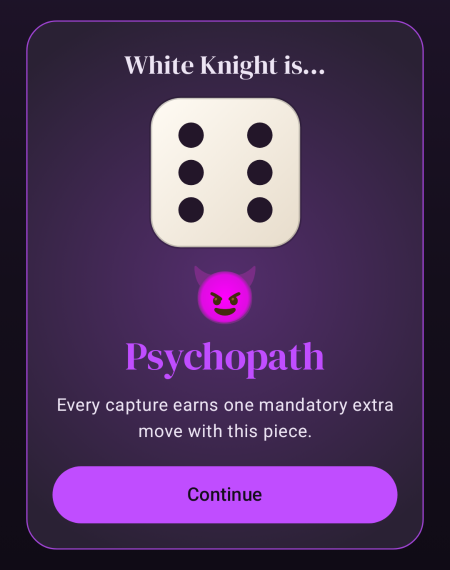 White Knight is...
Psychopath
Every capture earns one mandatory extra
move with this piece.
Continue